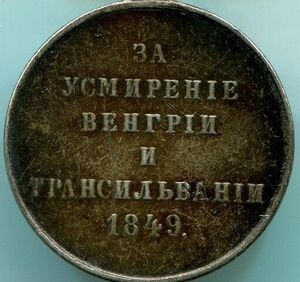 ЗА
УСМИРЕНІЕ
ВЕНГРІИ
И
ТРАНСИЛЬВАНІИ
1849.